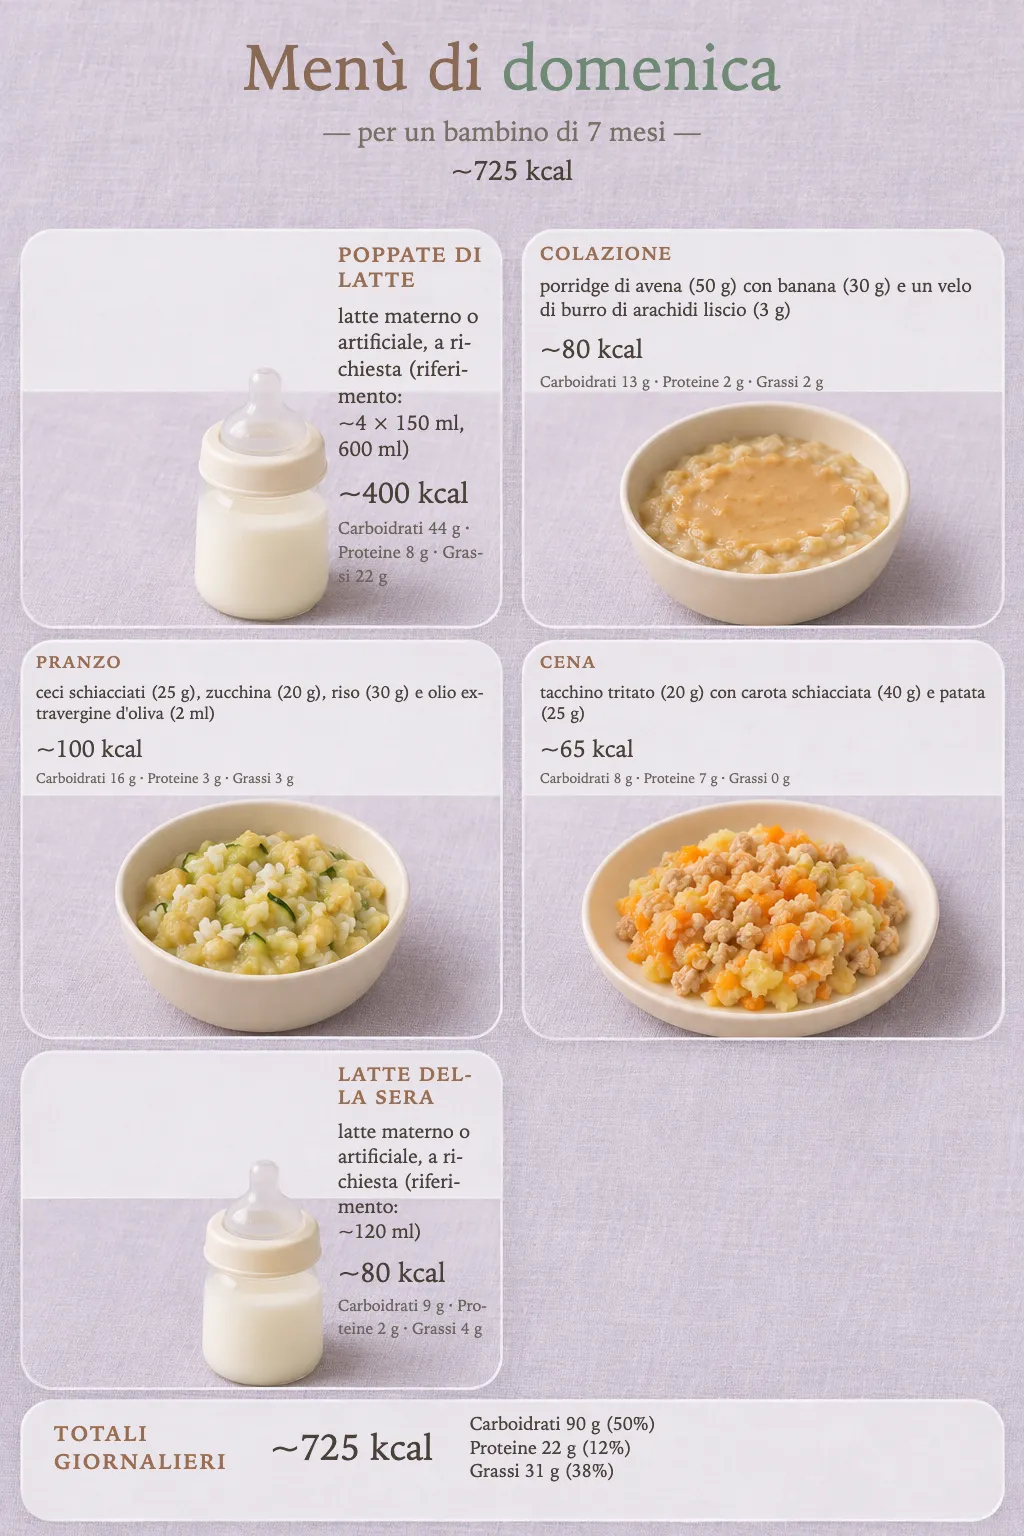 Menù di domenica
— per un bambino di 7 mesi —
~725 kcal
POPPATE DI
LATTE
latte materno o
artificiale, a ri-
chiesta (riferi-
mento:
~4 × 150 ml,
600 ml)
~400 kcal
Carboidrati 44 g ·
Proteine 8 g · Gras-
si 22 g
COLAZIONE
porridge di avena (50 g) con banana (30 g) e un velo
di burro di arachidi liscio (3 g)
~80 kcal
Carboidrati 13 g · Proteine 2 g · Grassi 2 g
PRANZO
ceci schiacciati (25 g), zucchina (20 g), riso (30 g) e olio ex-
travergine d'oliva (2 ml)
~100 kcal
Carboidrati 16 g · Proteine 3 g · Grassi 3 g
CENA
tacchino tritato (20 g) con carota schiacciata (40 g) e patata
(25 g)
~65 kcal
Carboidrati 8 g · Proteine 7 g · Grassi 0 g
LATTE DEL-
LA SERA
latte materno o
artificiale, a ri-
chiesta (riferi-
mento:
~120 ml)
~80 kcal
Carboidrati 9 g · Pro-
teine 2 g · Grassi 4 g
TOTALI
GIORNALIERI
~725 kcal
Carboidrati 90 g (50%)
Proteine 22 g (12%)
Grassi 31 g (38%)